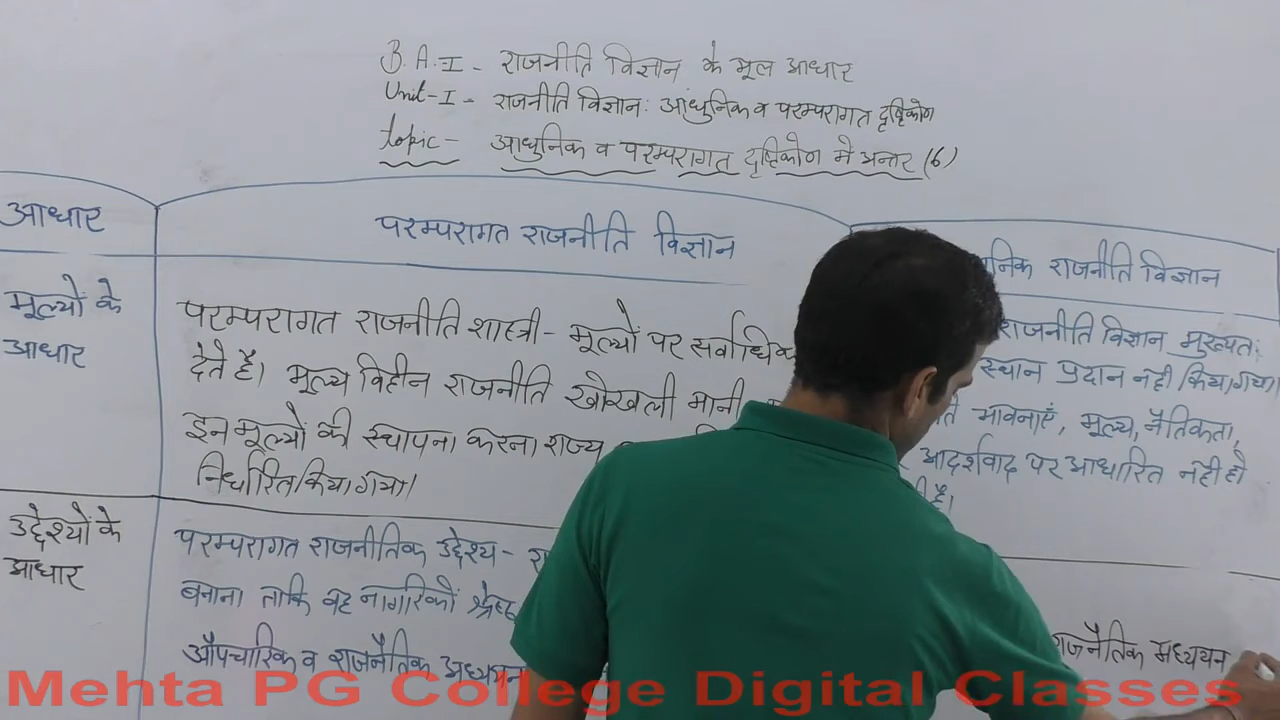 B.A.I - राजनीति विज्ञान के मूल आधार
Unit-I - राजनीति विज्ञान: आधुनिक व परम्परागत दृष्टिकोण
topic - आधुनिक व परम्परागत दृष्टिकोण में अन्तर (6)
आधार
परम्परागत राजनीति विज्ञान
निक राजनीति विज्ञान
मूल्यों के
आधार
परम्परागत राजनीति शास्त्री - मूल्यों पर सर्वाधिक
देते है। मूल्य विहीन राजनीति खोखली मानी
इन मूल्यों की स्थापना करना राज्य
निर्धारित किया गया।
राजनीति विज्ञान मुख्यत:
स्थान प्रदान नही किया गया।
भावनाएँ, मूल्य, नैतिकता,
आदर्शवाद पर आधारित नही हो
है।
उद्देश्यों के
आधार
परम्परागत राजनीतिक उद्देश्य -
बनाना ताकि वह नागरिकों श्रेष्ठ
औपचारिक व राजनैतिक अध्ययन
राजनैतिक अध्ययन
Mehta PG College Digital Classes